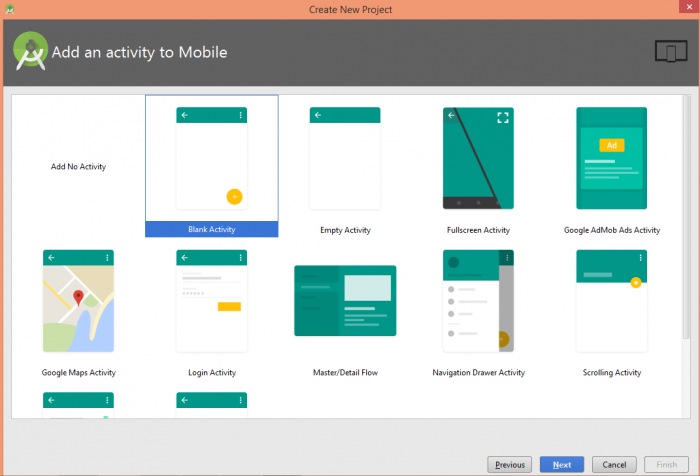 Create New Project
Add an activity to Mobile
Add No Activity
Blank Activity
Empty Activity
Fullscreen Activity
Ad
Google AdMob Ads Activity
Google Maps Activity
Login Activity
Master/Detail Flow
Navigation Drawer Activity
Scrolling Activity
Previous
Next
Cancel
Finish